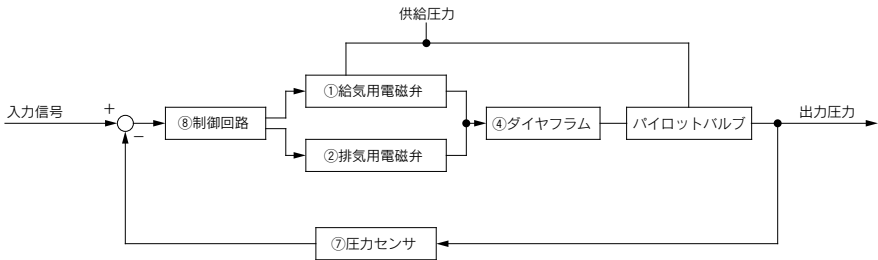 供給圧力
①給気用電磁弁
入力信号
+
⑧制御回路
④ダイヤフラム
パイロットバルブ
出力圧力
−
②排気用電磁弁
⑦圧力センサ